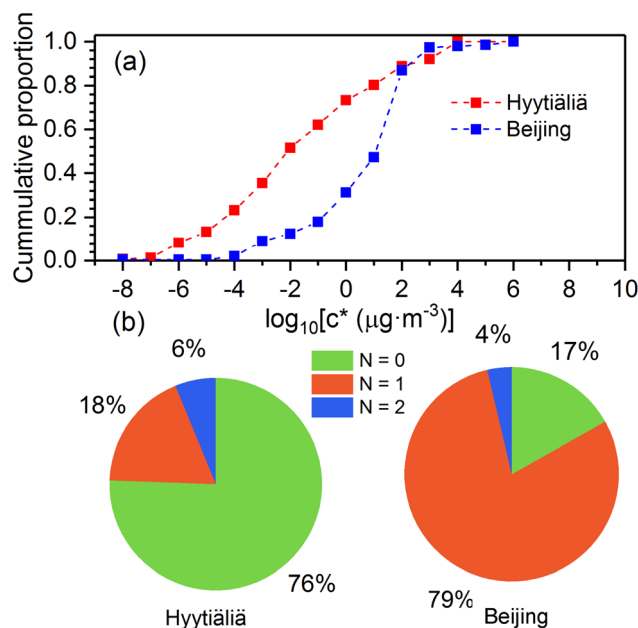 (a)
Cummulative proportion
1.0
0.8
0.6
0.4
0.2
0.0
Hyytiäliä
Beijing
-8 -6 -4 -2 0 2 4 6 8 10
log₁₀[c* (μg·m⁻³)]
(b)
6%
18%
76%
Hyytiäliä
N = 0
N = 1
N = 2
4%
17%
79%
Beijing